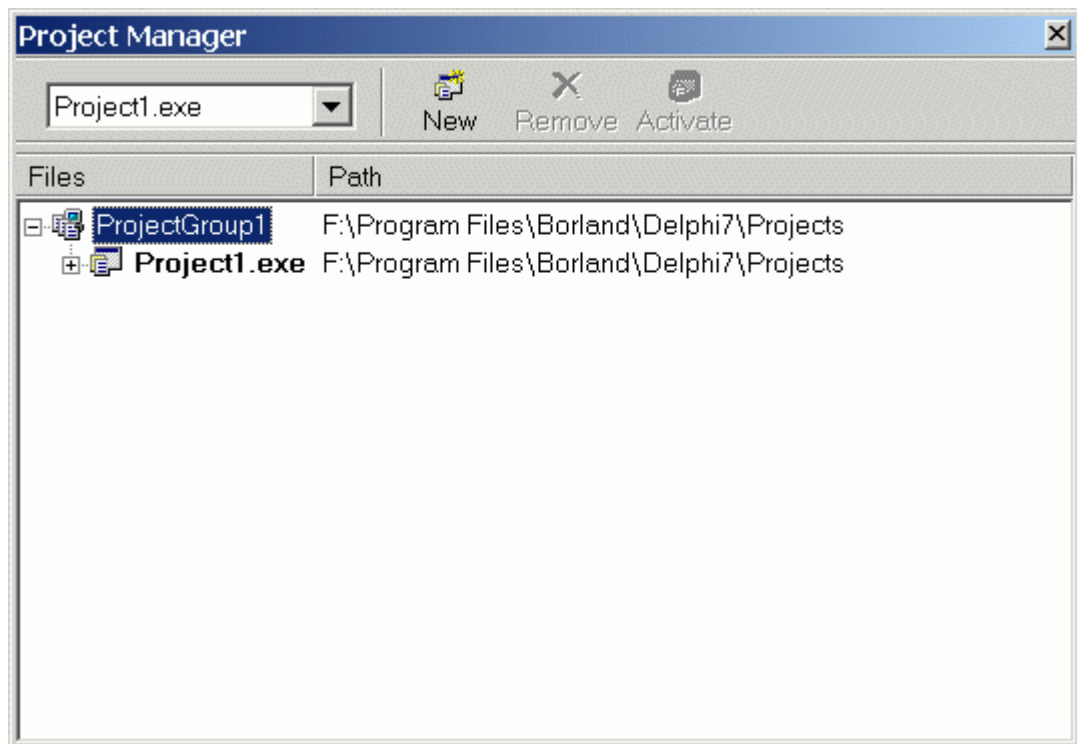 Project Manager
Project1.exe
New Remove Activate
Files Path
ProjectGroup1 F:\Program Files\Borland\Delphi7\Projects
Project1.exe F:\Program Files\Borland\Delphi7\Projects